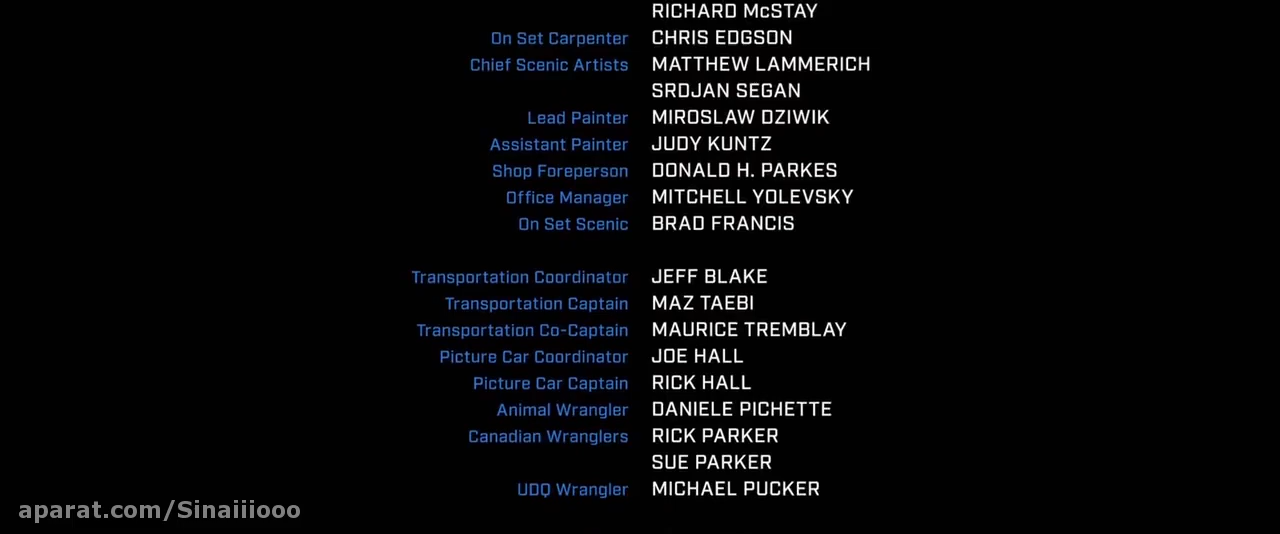 RICHARD McSTAY
On Set Carpenter CHRIS EDGSON
Chief Scenic Artists MATTHEW LAMMERICH
SRDJAN SEGAN
Lead Painter MIROSLAW DZIWIK
Assistant Painter JUDY KUNTZ
Shop Foreperson DONALD H. PARKES
Office Manager MITCHELL YOLEVSKY
On Set Scenic BRAD FRANCIS
Transportation Coordinator JEFF BLAKE
Transportation Captain MAZ TAEBI
Transportation Co-Captain MAURICE TREMBLAY
Picture Car Coordinator JOE HALL
Picture Car Captain RICK HALL
Animal Wrangler DANIELE PICHETTE
Canadian Wranglers RICK PARKER
SUE PARKER
UDQ Wrangler MICHAEL PUCKER
aparat.com/Sinaiiiooo